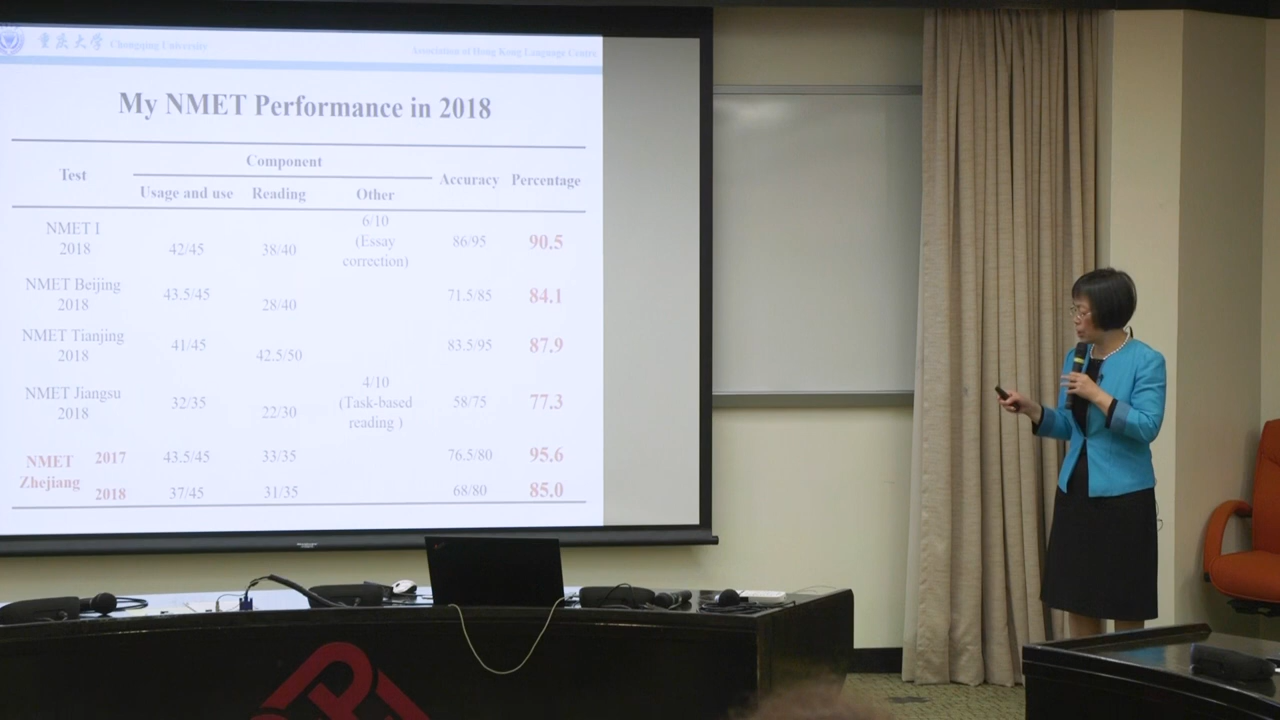 重庆大学 Chongqing University
Association of Hong Kong Language Centre
My NMET Performance in 2018
Test Component Accuracy Percentage
Usage and use Reading Other
NMET I 2018 42/45 38/40 6/10 (Essay correction) 86/95 90.5
NMET Beijing 2018 43.5/45 28/40 71.5/85 84.1
NMET Tianjing 2018 41/45 42.5/50 83.5/95 87.9
NMET Jiangsu 2018 32/35 22/30 4/10 (Task-based reading ) 58/75 77.3
NMET Zhejiang 2017 43.5/45 33/35 76.5/80 95.6
2018 37/45 31/35 68/80 85.0